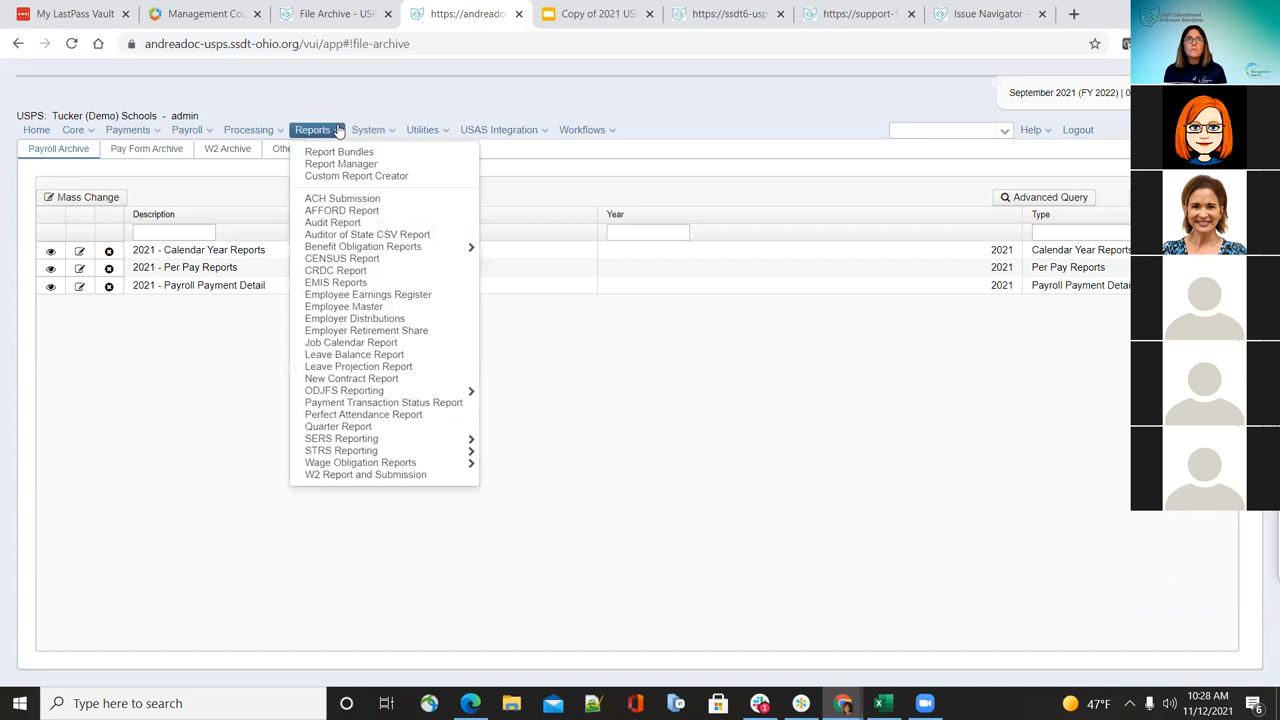 My LastPass Vault
Management Cou
File Archive - USP
https://andrea
Copy of 2021 US
https
/support/
Issue Navigator -
andreadoc-usps.ssdt-ohio.org/vui/app#!file-archive
September 2021 (FY 2022) | 0
USPS: Tucker (Demo) Schools - admin
Home Core Payments Payroll Processing Reports System Utilities USAS Integration Workflows Help Logout
Payroll Archive Pay Form Archive W2 Archive Othe
Report Bundles
Report Manager
Custom Report Creator
ACH Submission
AFFORD Report
Audit Report
Auditor of State CSV Report
Benefit Obligation Reports
CENSUS Report
CRDC Report
EMIS Reports
Employee Earnings Register
Employee Master
Employer Distributions
Employer Retirement Share
Job Calendar Report
Leave Balance Report
Leave Projection Report
New Contract Report
ODJFS Reporting
Payment Transaction Status Report
Perfect Attendance Report
Quarter Report
SERS Reporting
STRS Reporting
Wage Obligation Reports
W2 Report and Submission
Mass Change
Advanced Query
Description Year Type
2021 - Calendar Year Reports 2021 Calendar Year Reports
2021 - Per Pay Reports 2021 Per Pay Reports
2021 - Payroll Payment Detail 2021 Payroll Payment Detail
Type here to search
47°F
10:28 AM
11/12/2021
6